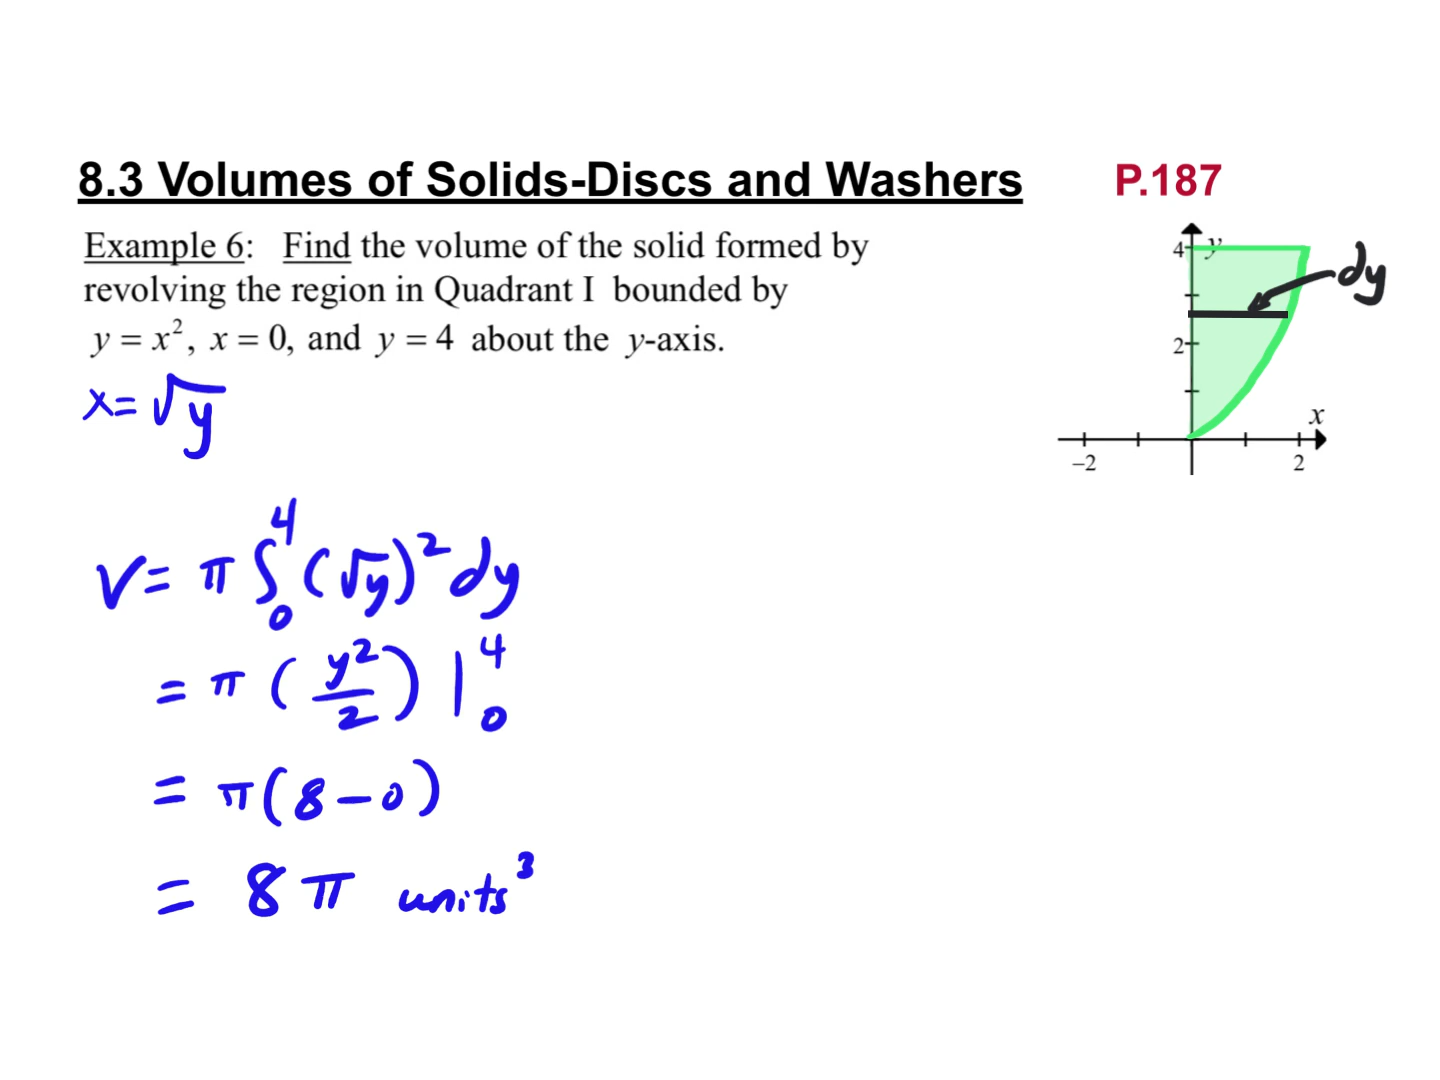 8.3 Volumes of Solids-Discs and Washers P.187
Example 6: Find the volume of the solid formed by
revolving the region in Quadrant I bounded by
y = x², x = 0, and y = 4 about the y-axis.
x = √y
V = π ∫₀⁴ (√y)² dy
= π (y²/2) |₀⁴
= π(8 − 0)
= 8π units³
4 y
dy
2
x
−2 2